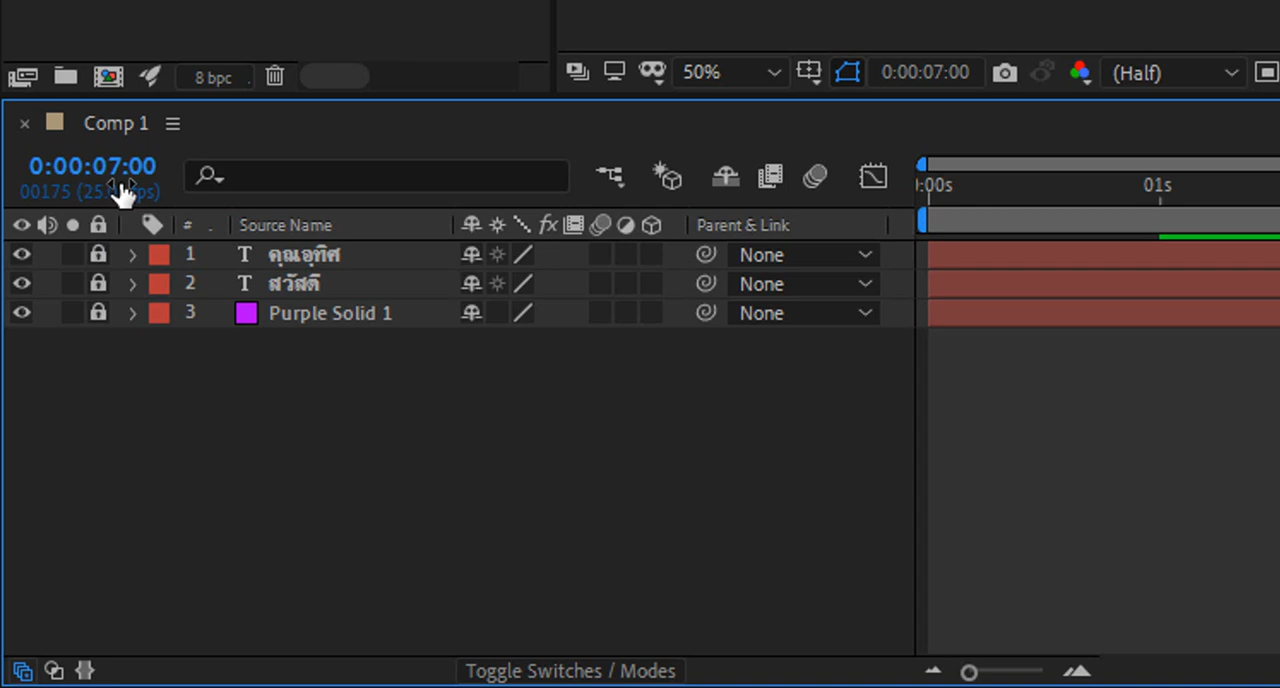 8 bpc
50%
0:00:07:00
(Half)
Comp 1
0:00:07:00
00175
:00s
01s
#
.
Source Name
fx
Parent & Link
1
T
คุณอุทิศ
None
2
T
สวัสดี
None
3
Purple Solid 1
None
Toggle Switches / Modes